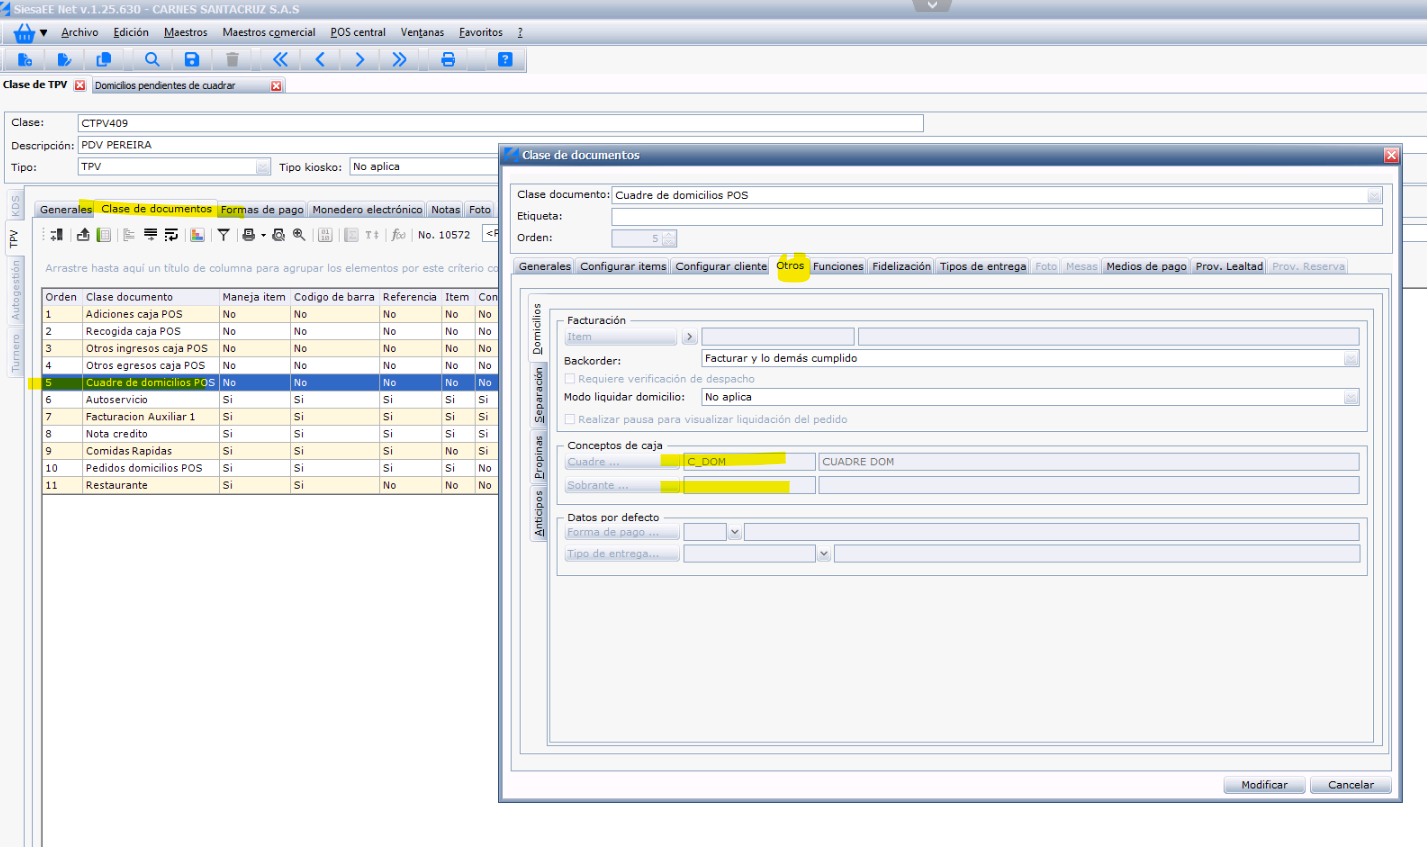 SiesaEE Net v.1.25.630 - CARNES SANTACRUZ S.A.S
Archivo Edición Maestros Maestros comercial POS central Ventanas Favoritos ?
Clase de TPV Domicilios pendientes de cuadrar
Clase: CTPV409
Descripción: PDV PEREIRA
Tipo: TPV Tipo kiosko: No aplica
KDS
TPV
Autogestión
Turnero
Generales Clase de documentos Formas de pago Monedero electrónico Notas Foto
No. 10572 <F
Arrastre hasta aquí un título de columna para agrupar los elementos por este criterio co
Orden Clase documento Maneja item Codigo de barra Referencia Item Con
1 Adiciones caja POS No No No No No
2 Recogida caja POS No No No No No
3 Otros ingresos caja POS No No No No No
4 Otros egresos caja POS No No No No No
5 Cuadre de domicilios POS No No No No No
6 Autoservicio Si Si Si Si Si
7 Facturacion Auxiliar 1 Si Si Si Si Si
8 Nota credito Si Si Si Si Si
9 Comidas Rapidas Si Si Si No Si
10 Pedidos domicilios POS Si Si Si Si No
11 Restaurante Si Si No No No
Clase de documentos
Clase documento: Cuadre de domicilios POS
Etiqueta:
Orden: 5
Generales Configurar items Configurar cliente Otros Funciones Fidelización Tipos de entrega Foto Mesas Medios de pago Prov. Lealtad Prov. Reserva
Domicilios
Separación
Propinas
Anticipos
Facturación
Item >
Backorder: Facturar y lo demás cumplido
Requiere verificación de despacho
Modo liquidar domicilio: No aplica
Realizar pausa para visualizar liquidación del pedido
Conceptos de caja
Cuadre ... C_DOM CUADRE DOM
Sobrante ...
Datos por defecto
Forma de pago ...
Tipo de entrega...
Modificar Cancelar